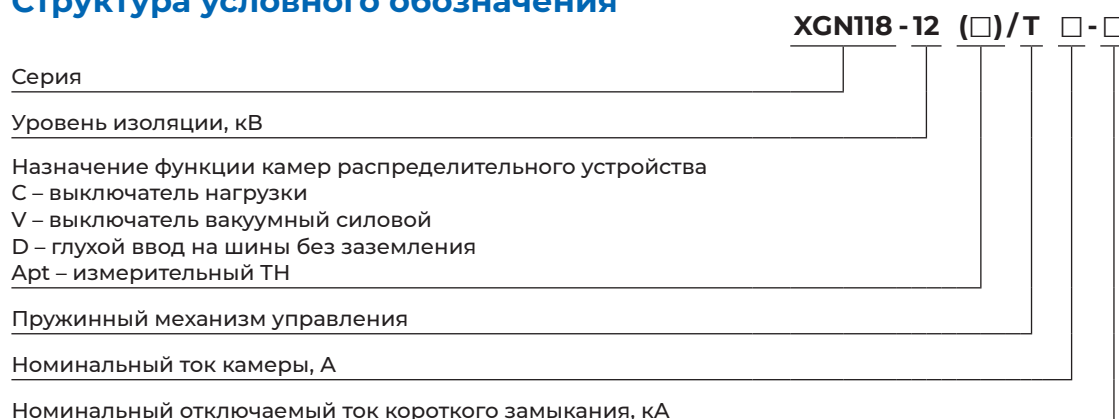 Структура условного обозначения
XGN118 - 12 (□) / T □ - □
Серия
Уровень изоляции, кВ
Назначение функции камер распределительного устройства
C – выключатель нагрузки
V – выключатель вакуумный силовой
D – глухой ввод на шины без заземления
Apt – измерительный ТН
Пружинный механизм управления
Номинальный ток камеры, А
Номинальный отключаемый ток короткого замыкания, кА